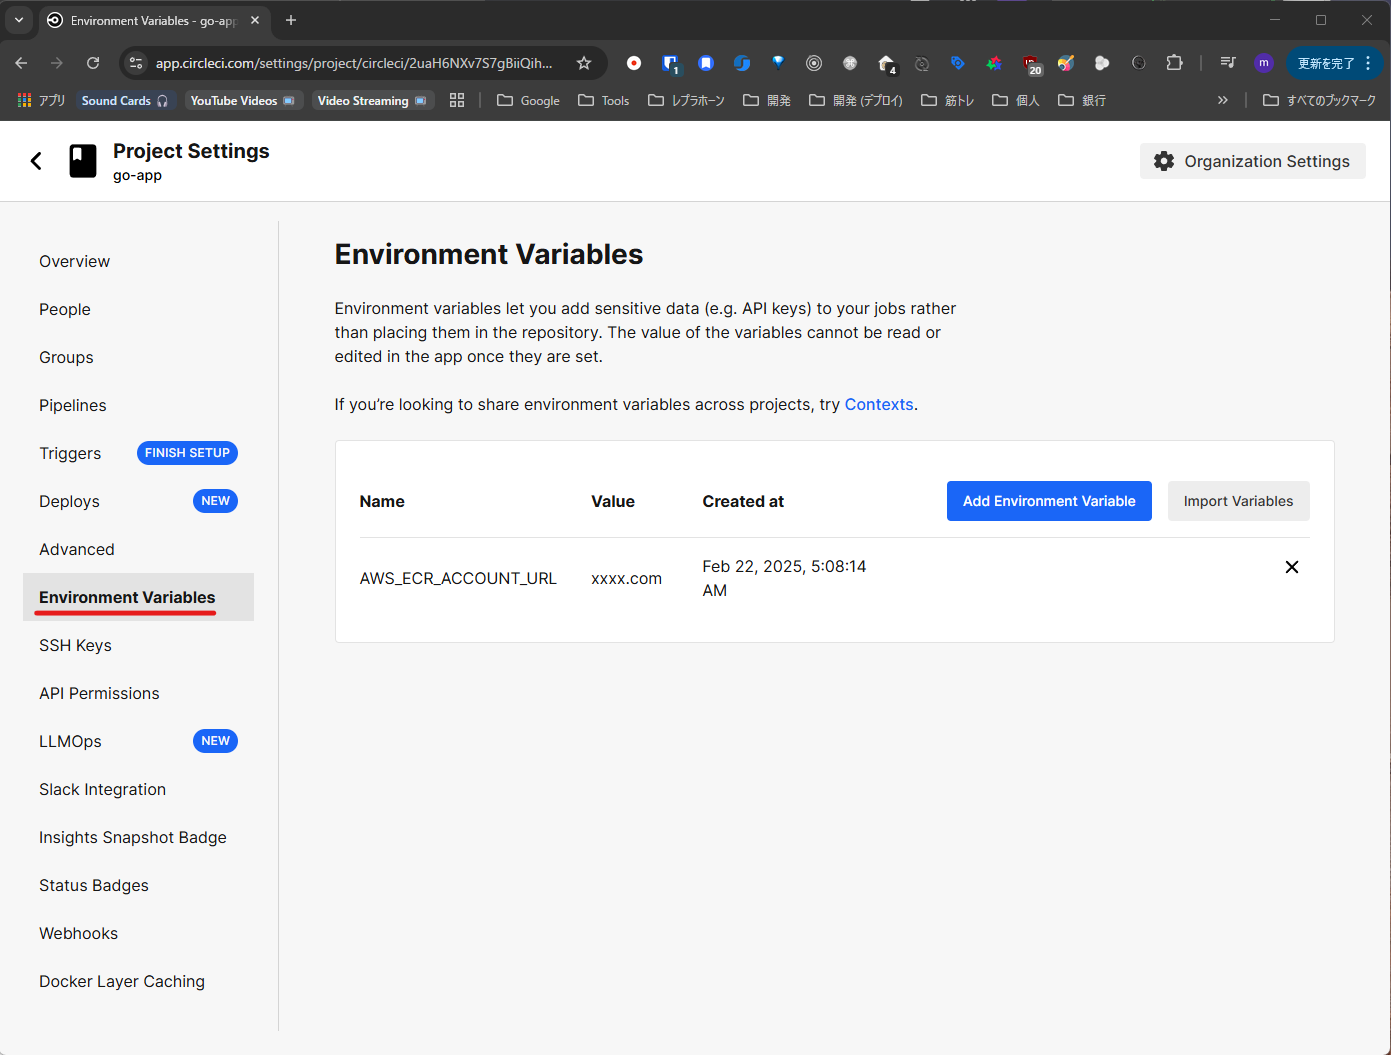 Environment Variables - go-app
app.circleci.com/settings/project/circleci/2uaH6NXv7S7gBiiQih...
1
4
20
m
更新を完了
アプリ
Sound Cards
YouTube Videos
Video Streaming
Google
Tools
レプラホーン
開発
開発 (デプロイ)
筋トレ
個人
銀行
すべてのブックマーク
Project Settings
go-app
Organization Settings
Overview
People
Groups
Pipelines
Triggers
FINISH SETUP
Deploys
NEW
Advanced
Environment Variables
SSH Keys
API Permissions
LLMOps
NEW
Slack Integration
Insights Snapshot Badge
Status Badges
Webhooks
Docker Layer Caching
Environment Variables
Environment variables let you add sensitive data (e.g. API keys) to your jobs rather
than placing them in the repository. The value of the variables cannot be read or
edited in the app once they are set.
If you’re looking to share environment variables across projects, try Contexts.
Name
Value
Created at
Add Environment Variable
Import Variables
AWS_ECR_ACCOUNT_URL
xxxx.com
Feb 22, 2025, 5:08:14
AM